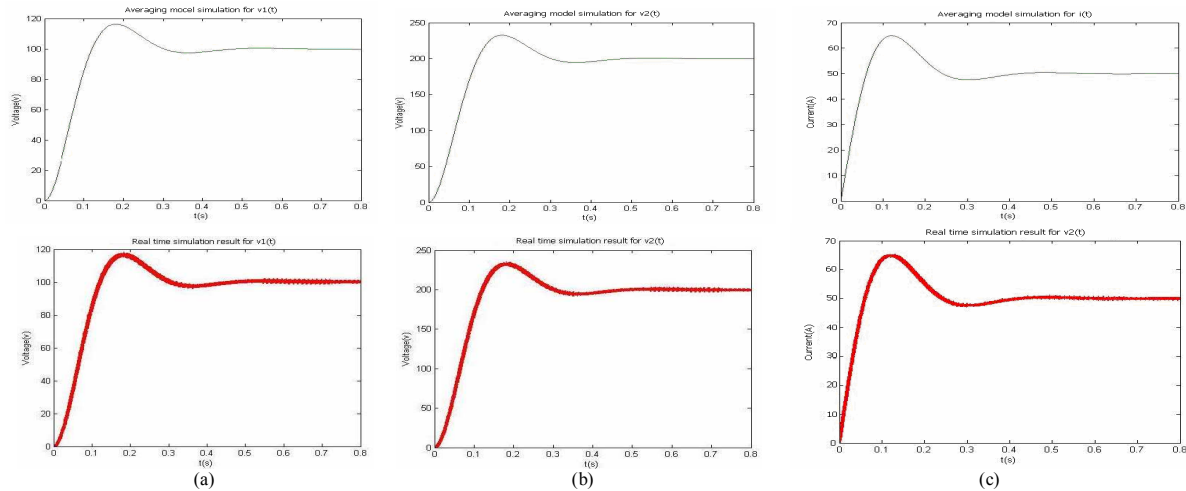 Averaging mocel simulation for v1(t)
120
100
80
60
40
20
0
Voltage(v)
0 0.1 0.2 0.3 0.4 0.5 0.6 0.7 0.8
t(s)
Averaging model simulation for v2(t)
250
200
150
100
50
0
Voltage(v)
0 0.1 0.2 0.3 0.4 0.5 0.6 0.7 0.8
t(s)
Averaging model simulation for i(t)
70
60
50
40
30
20
10
0
Current(A)
0 0.1 0.2 0.3 0.4 0.5 0.6 0.7 0.8
t(s)
Real time simulation result for v1(t)
120
100
80
60
40
20
0
Voltage(v)
0 0.1 0.2 0.3 0.4 0.5 0.6 0.7 0.8
t(s)
(a)
Real time simulation result for v2(t)
250
200
150
100
50
0
Voltage(v)
0 0.1 0.2 0.3 0.4 0.5 0.6 0.7 0.8
t(s)
(b)
Real time simulation result for v2(t)
70
60
50
40
30
20
10
0
Current(A)
0 0.1 0.2 0.3 0.4 0.5 0.6 0.7 0.8
t(s)
(c)